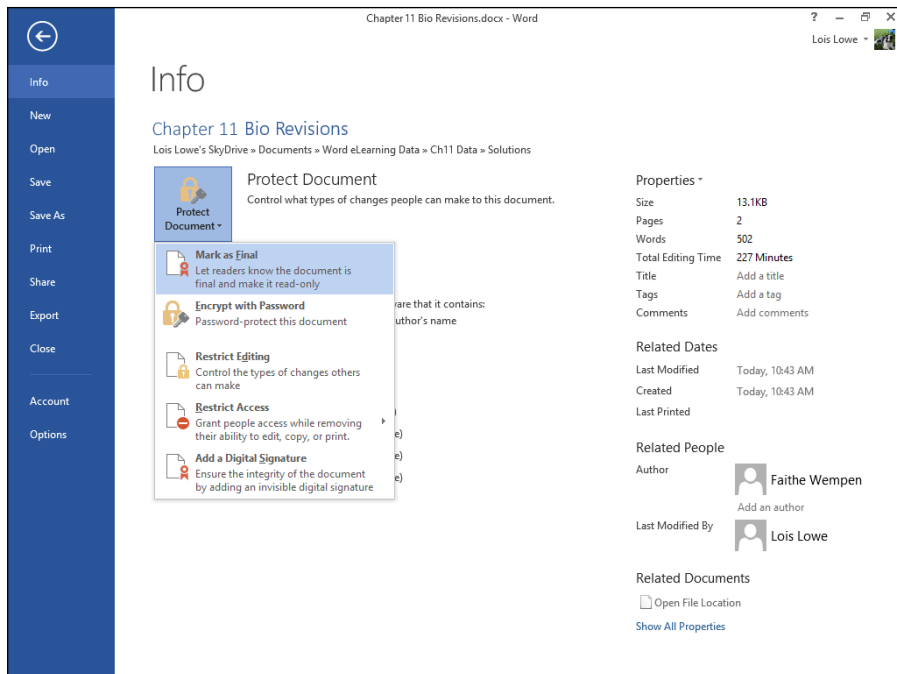 Chapter 11 Bio Revisions.docx - Word
?
Lois Lowe
Info
New
Open
Save
Save As
Print
Share
Export
Close
Account
Options
Info
Chapter 11 Bio Revisions
Lois Lowe's SkyDrive » Documents » Word eLearning Data » Ch11 Data » Solutions
Protect
Document
Protect Document
Control what types of changes people can make to this document.
Mark as Final
Let readers know the document is
final and make it read-only
Encrypt with Password
Password-protect this document
Restrict Editing
Control the types of changes others
can make
Restrict Access
Grant people access while removing
their ability to edit, copy, or print.
Add a Digital Signature
Ensure the integrity of the document
by adding an invisible digital signature
are that it contains:
uthor's name
)
e)
e)
e)
Properties
Size 13.1KB
Pages 2
Words 502
Total Editing Time 227 Minutes
Title Add a title
Tags Add a tag
Comments Add comments
Related Dates
Last Modified Today, 10:43 AM
Created Today, 10:43 AM
Last Printed
Related People
Author Faithe Wempen
Add an author
Last Modified By Lois Lowe
Related Documents
Open File Location
Show All Properties